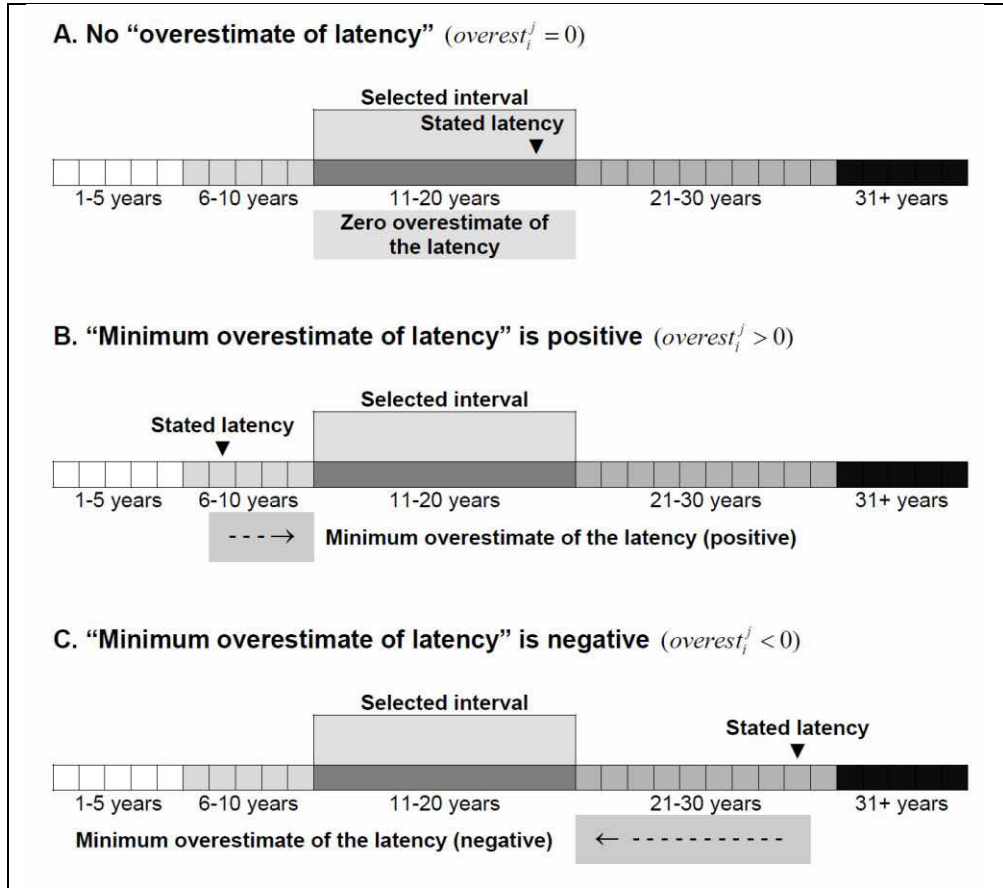 A. No “overestimate of latency” (overest_i^j = 0)
Selected interval
Stated latency
▼
1-5 years 6-10 years 11-20 years 21-30 years 31+ years
Zero overestimate of
the latency
B. “Minimum overestimate of latency” is positive (overest_i^j > 0)
Selected interval
Stated latency
▼
1-5 years 6-10 years 11-20 years 21-30 years 31+ years
- - - → Minimum overestimate of the latency (positive)
C. “Minimum overestimate of latency” is negative (overest_i^j < 0)
Selected interval
Stated latency
▼
1-5 years 6-10 years 11-20 years 21-30 years 31+ years
Minimum overestimate of the latency (negative) ← - - - - - - - - - - -